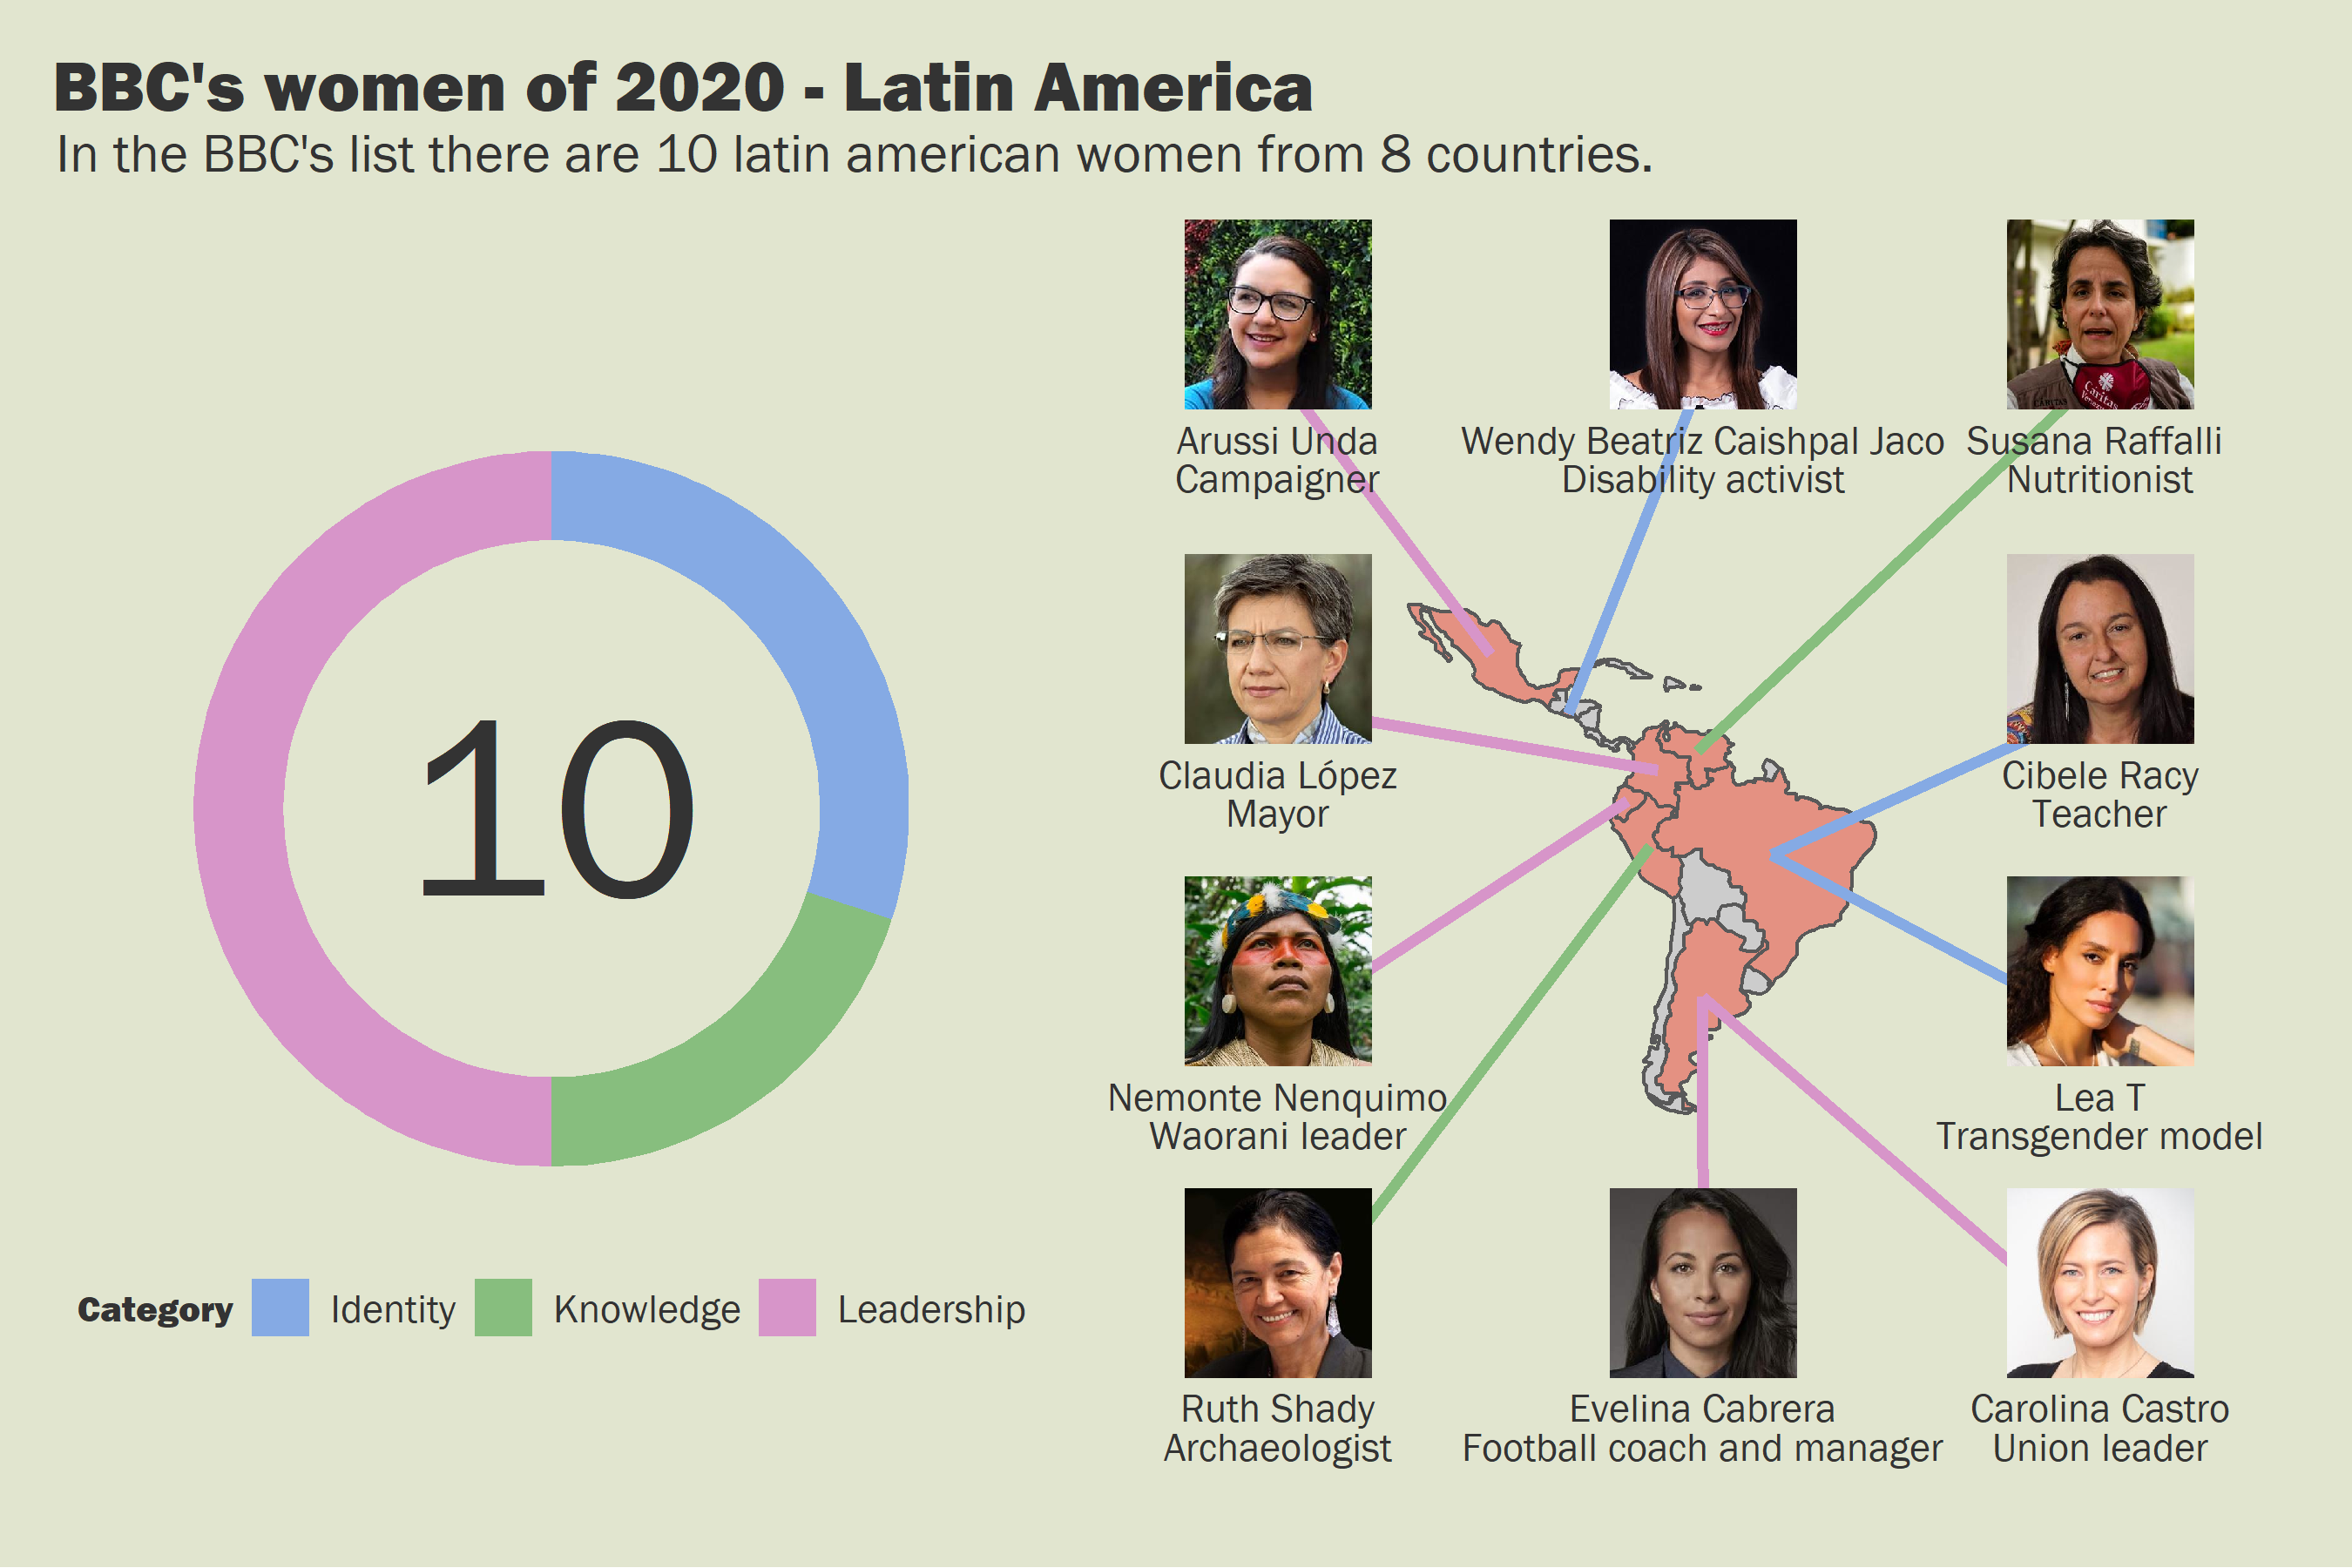 BBC's women of 2020 - Latin America
In the BBC's list there are 10 latin american women from 8 countries.
10
Category Identity Knowledge Leadership
Arussi Unda
Campaigner
Wendy Beatriz Caishpal Jaco
Disability activist
Susana Raffalli
Nutritionist
Claudia López
Mayor
Cibele Racy
Teacher
Nemonte Nenquimo
Waorani leader
Lea T
Transgender model
Ruth Shady
Archaeologist
Evelina Cabrera
Football coach and manager
Carolina Castro
Union leader